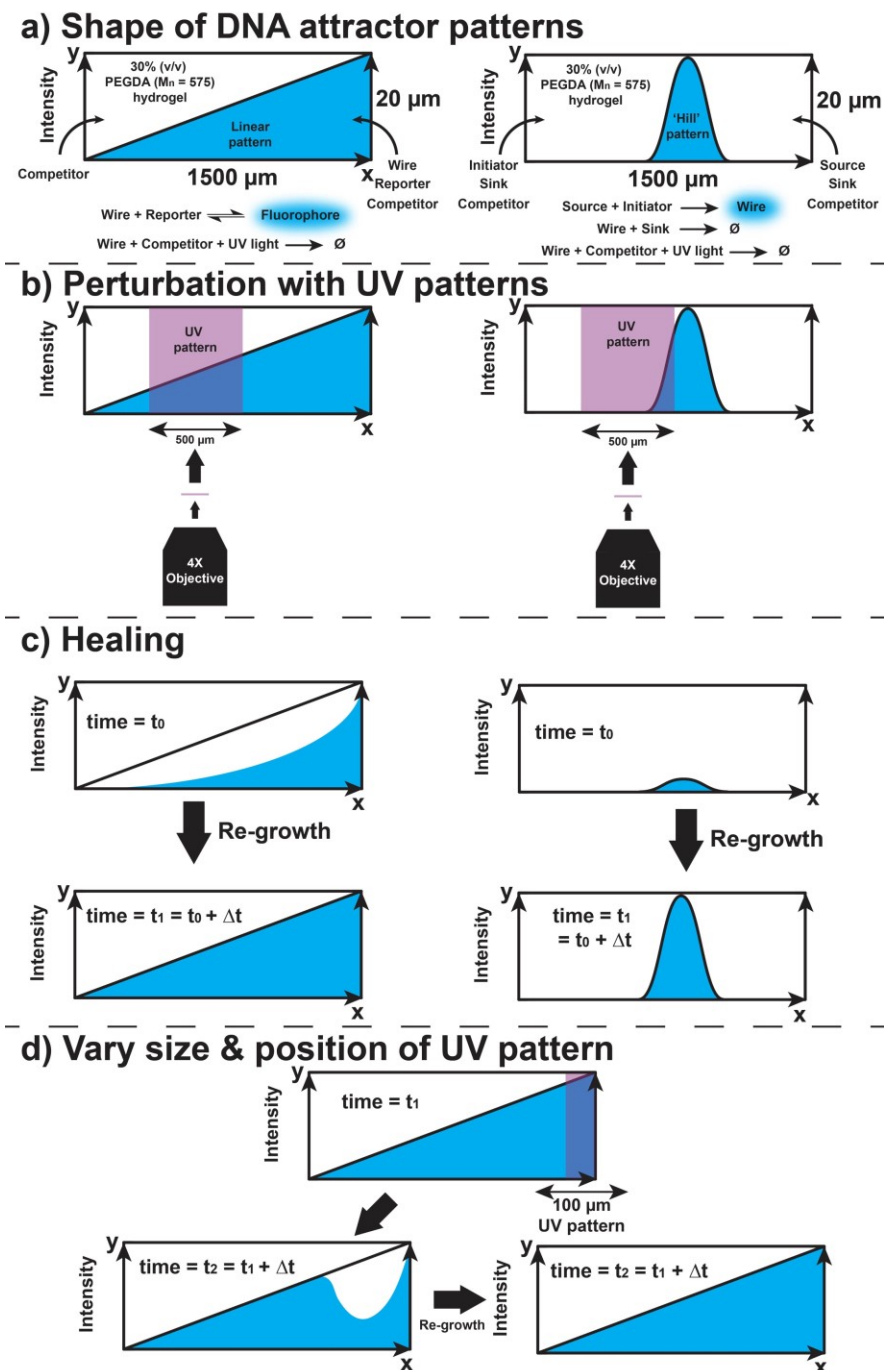 a) Shape of DNA attractor patterns
y
Intensity
30% (v/v)
PEGDA (Mn = 575)
hydrogel
20 µm
Linear
pattern
Competitor
1500 µm
x
Wire
Reporter
Competitor
Wire + Reporter ⇌ Fluorophore
Wire + Competitor + UV light → Ø
y
Intensity
30% (v/v)
PEGDA (Mn = 575)
hydrogel
20 µm
'Hill'
pattern
Initiator
Sink
Competitor
1500 µm
x
Source
Sink
Competitor
Source + Initiator → Wire
Wire + Sink → Ø
Wire + Competitor + UV light → Ø
b) Perturbation with UV patterns
y
Intensity
UV
pattern
x
500 µm
4X
Objective
y
Intensity
UV
pattern
x
500 µm
4X
Objective
c) Healing
y
Intensity
time = t0
x
Re-growth
y
Intensity
time = t1 = t0 + Δt
x
y
Intensity
time = t0
x
Re-growth
y
Intensity
time = t1
= t0 + Δt
x
d) Vary size & position of UV pattern
y
Intensity
time = t1
x
100 µm
UV pattern
y
Intensity
time = t2 = t1 + Δt
x
Re-growth
y
Intensity
time = t2 = t1 + Δt
x